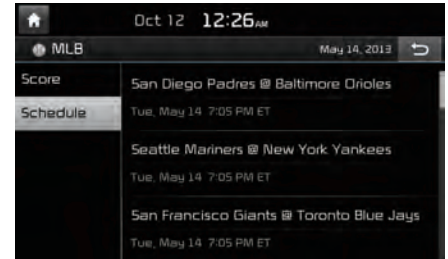 Oct 12 12:26 AM
MLB May 14, 2013
Score
Schedule
San Diego Padres @ Baltimore Orioles
Tue, May 14 7:05 PM ET
Seattle Mariners @ New York Yankees
Tue, May 14 7:05 PM ET
San Francisco Giants @ Toronto Blue Jays
Tue, May 14 7:05 PM ET